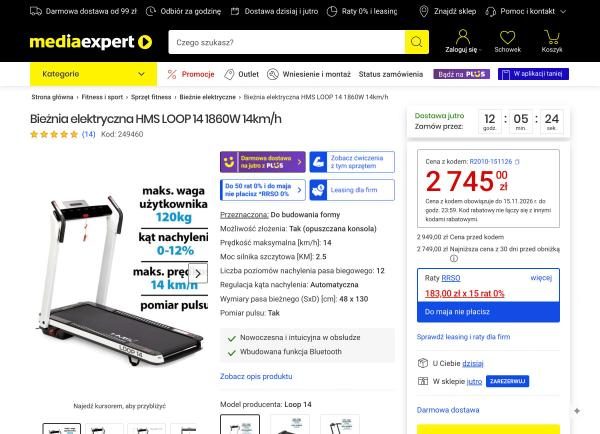 Darmowa dostawa od 99 zł
Odbiór za godzinę
Dostawa dzisiaj i jutro
Raty 0% i leasing
Znajdź sklep
Pomoc i kontakt
mediaexpert
Czego szukasz?
Zaloguj się
Schowek
Koszyk
Kategorie
Promocje
Outlet
Wniesienie i montaż
Status zamówienia
Bądź na PLUS
W aplikacji taniej
Strona główna › Fitness i sport › Sprzęt fitness › Bieżnie elektryczne › Bieżnia elektryczna HMS LOOP 14 1860W 14km/h
Bieżnia elektryczna HMS LOOP 14 1860W 14km/h
(14) Kod: 249460
maks. waga
użytkownika
120kg
kąt nachylenia
0-12%
maks. pręd
14 km/h
pomiar pulsu
LOOP 14
Najedź kursorem, aby przybliżyć
Darmowa dostawa
na jutro z PLUS
Zobacz ćwiczenia
z tym sprzętem
Do 50 rat 0% i do maja
nie płacisz *RRSO 0%
Leasing dla firm
Przeznaczona: Do budowania formy
Możliwość złożenia: Tak (opuszczana konsola)
Prędkość maksymalna [km/h]: 14
Moc silnika szczytowa [KM]: 2.5
Liczba poziomów nachylenia pasa biegowego: 12
Regulacja kąta nachylenia: Automatyczna
Wymiary pasa bieżnego (SxD) [cm]: 48 x 130
Pomiar pulsu: Tak
Nowoczesna i intuicyjna w obsłudze
Wbudowana funkcja Bluetooth
Zobacz opis produktu
Model producenta: Loop 14
Dostawa jutro
Zamów przez:
12 : 05 : 24
godz. min. sek.
Cena z kodem: R2010-151126
2 745 00 zł
Cena z kodem obowiązuje do 15.11.2026 r. do
godz. 23:59. Kod rabatowy nie łączy się z innymi
kodami rabatowymi.
2 949,00 zł Cena przed kodem
2 749,00 zł Najniższa cena z 30 dni przed obniżką
Raty RRSO
więcej
183,00 zł x 15 rat 0%
Do maja nie płacisz
Sprawdź leasing i raty dla firm
U Ciebie dzisiaj
W sklepie jutro ZAREZERWUJ
Darmowa dostawa